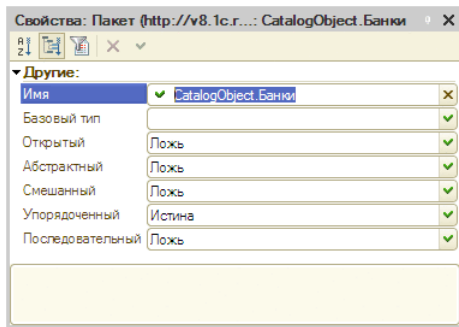 Свойства: Пакет (http://v8.1c.r...: CatalogObject.Банки
Другие:
Имя CatalogObject.Банки
Базовый тип
Открытый Ложь
Абстрактный Ложь
Смешанный Ложь
Упорядоченный Истина
Последовательный Ложь